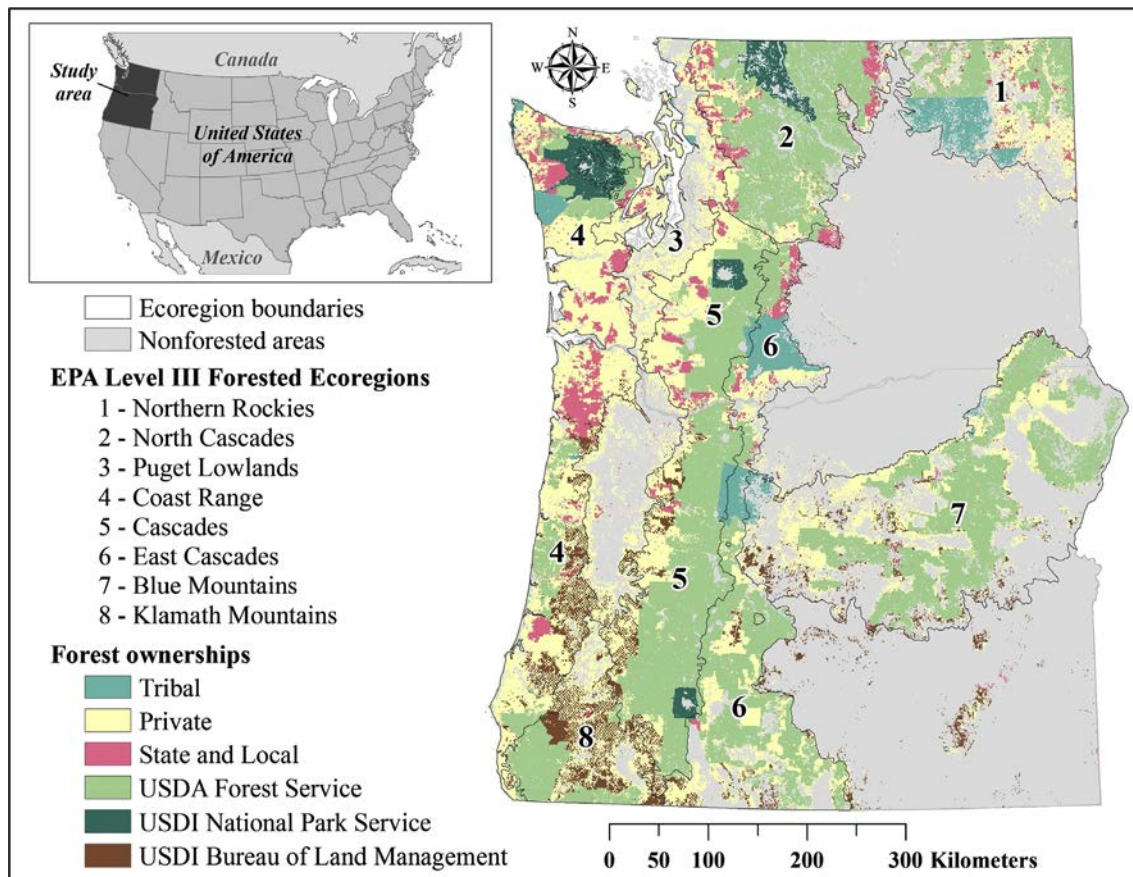 Canada
Study
area
United States
of America
Mexico
N
W E
S
Ecoregion boundaries
Nonforested areas
EPA Level III Forested Ecoregions
1 - Northern Rockies
2 - North Cascades
3 - Puget Lowlands
4 - Coast Range
5 - Cascades
6 - East Cascades
7 - Blue Mountains
8 - Klamath Mountains
Forest ownerships
Tribal
Private
State and Local
USDA Forest Service
USDI National Park Service
USDI Bureau of Land Management
1
2
4
3
5
6
7
4
5
6
8
0 50 100 200 300 Kilometers